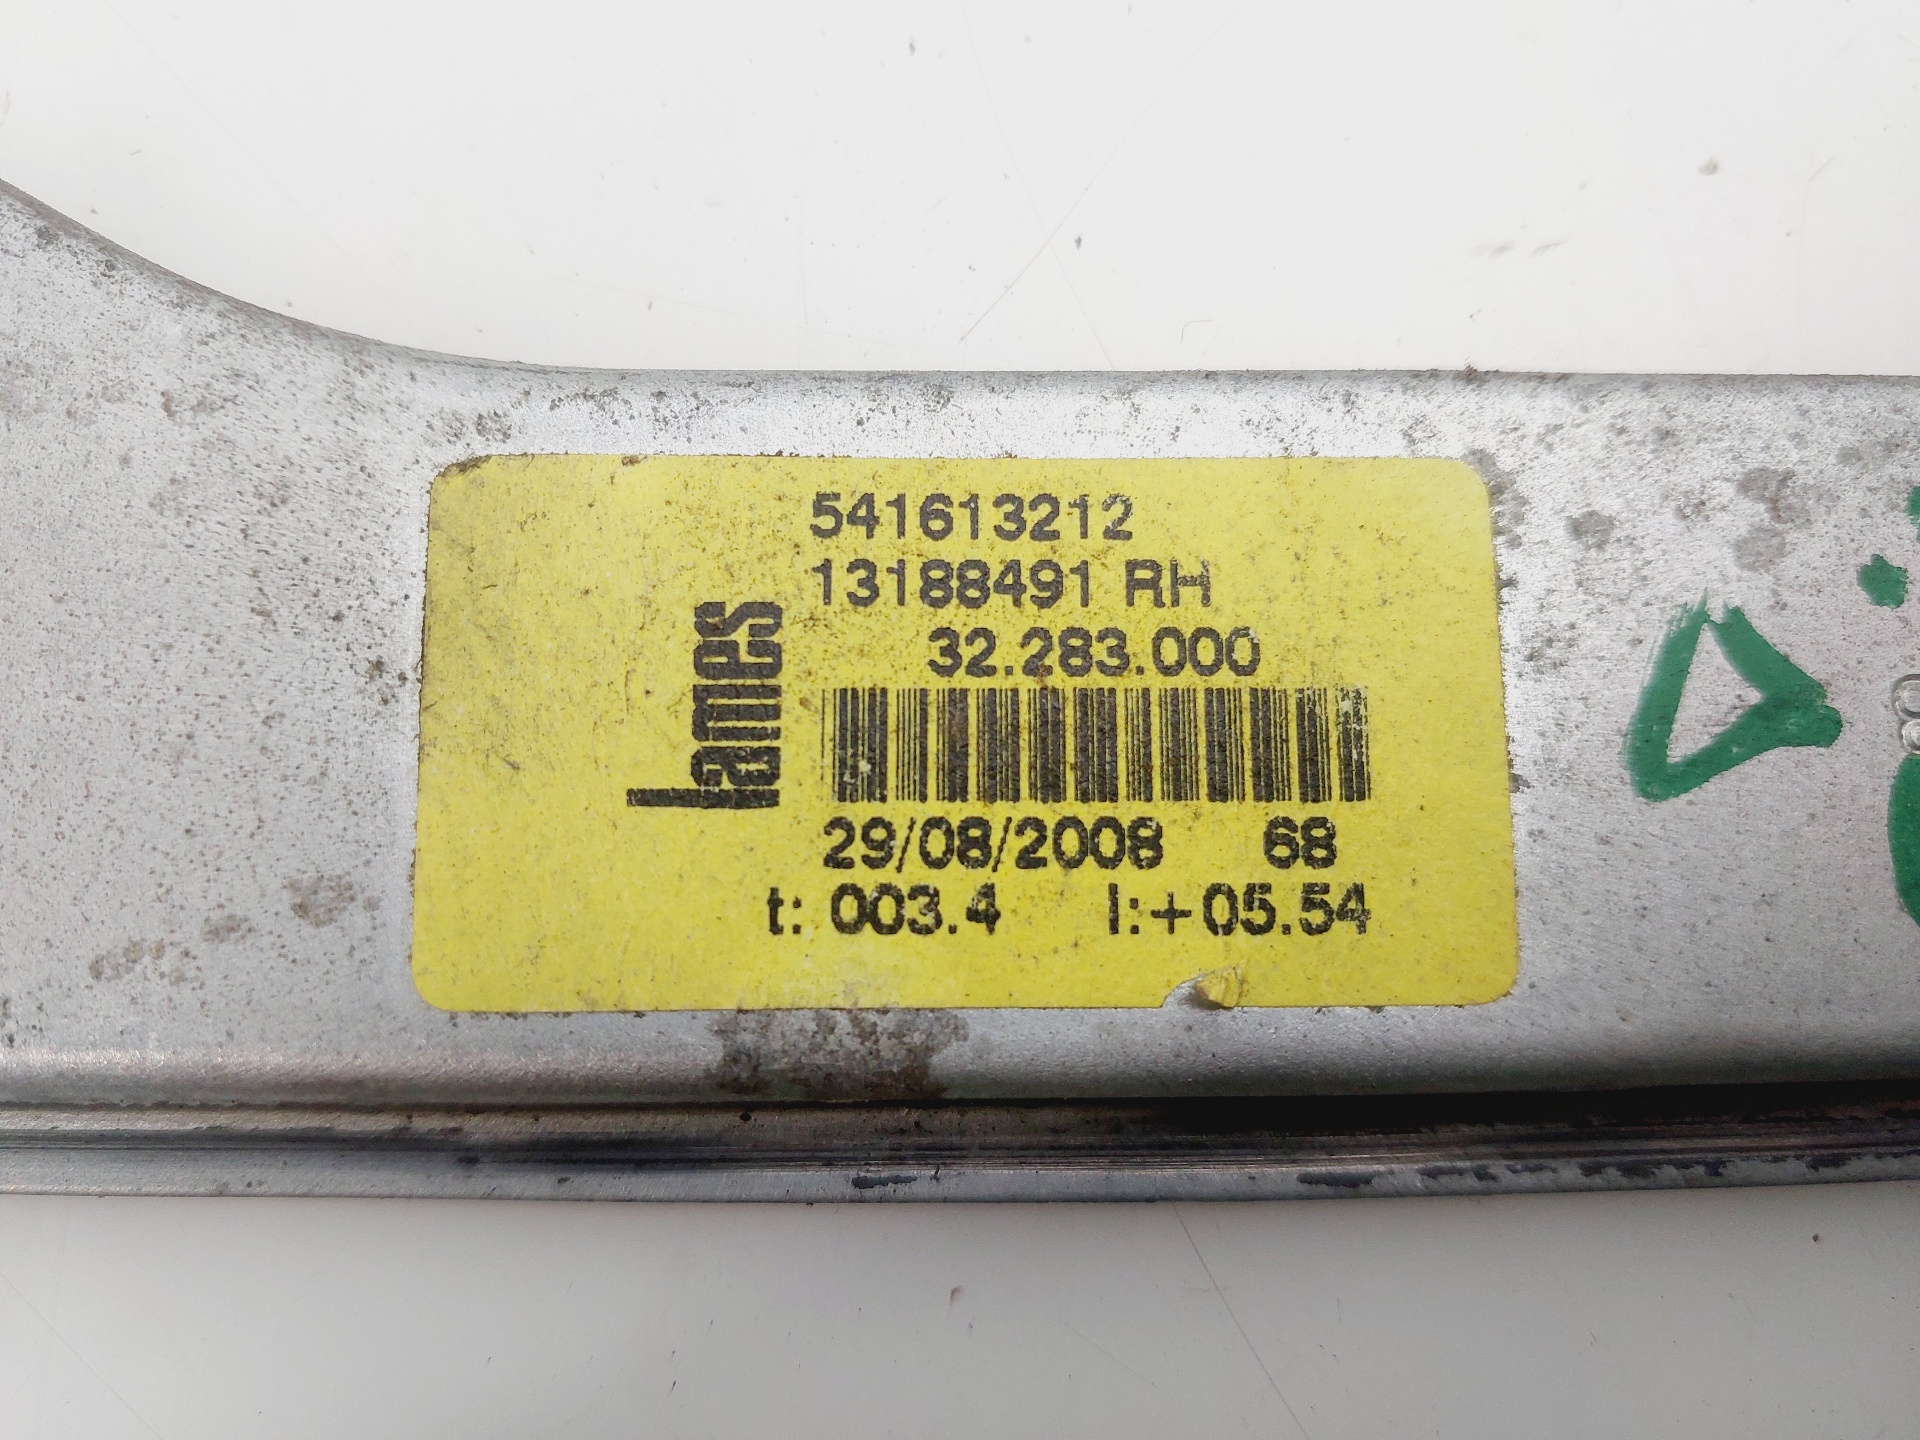 541613212
13188491 RH
32.283.000
Lames
29/08/2008 68
t: 003.4 l:+05.54